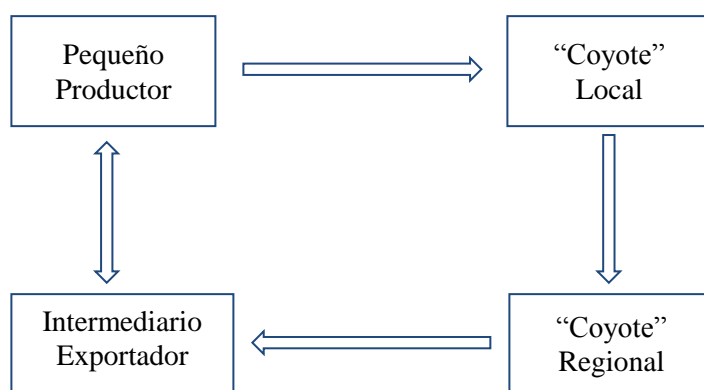 Pequeño
Productor
“Coyote”
Local
Intermediario
Exportador
“Coyote”
Regional